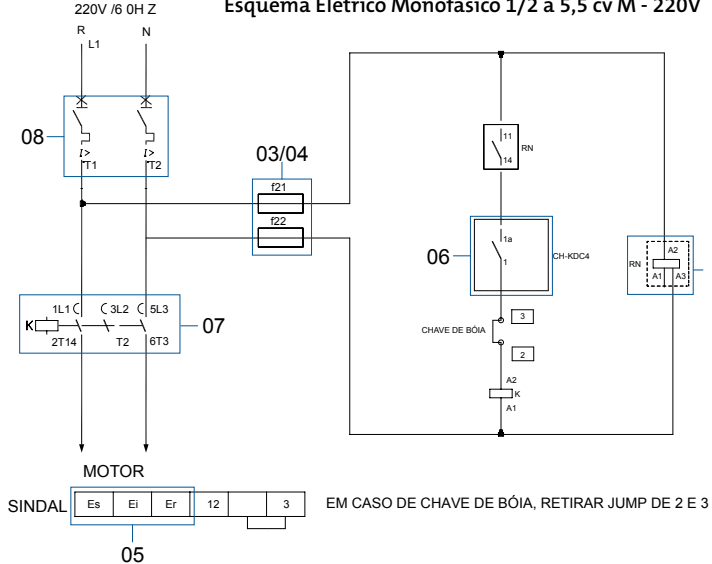 Esquema Elétrico Monofásico 1/2 a 5,5 cv M - 220V
220V /6 0H Z
R
N
L1
08
I>
T1
I>
T2
03/04
f21
f22
11
14
RN
06
1a
1
CH-KDC4
RN
A2
A1
A3
CHAVE DE BÓIA
3
2
A2
K
A1
1L1
3L2
5L3
K
07
2T14
T2
6T3
MOTOR
SINDAL
Es
Ei
Er
12
3
EM CASO DE CHAVE DE BÓIA, RETIRAR JUMP DE 2 E 3
05